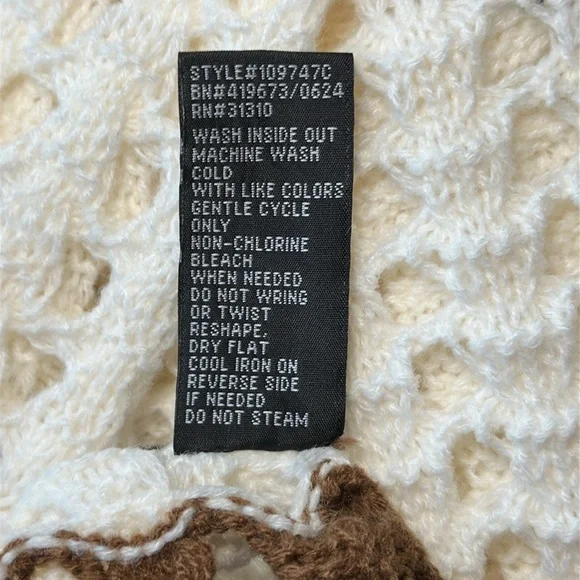 STYLE#109747C
BN#419673/0624
RN#31310
WASH INSIDE OUT
MACHINE WASH
COLD
WITH LIKE COLORS
GENTLE CYCLE
ONLY
NON-CHLORINE
BLEACH
WHEN NEEDED
DO NOT WRING
OR TWIST
RESHAPE,
DRY FLAT
COOL IRON ON
REVERSE SIDE
IF NEEDED
DO NOT STEAM